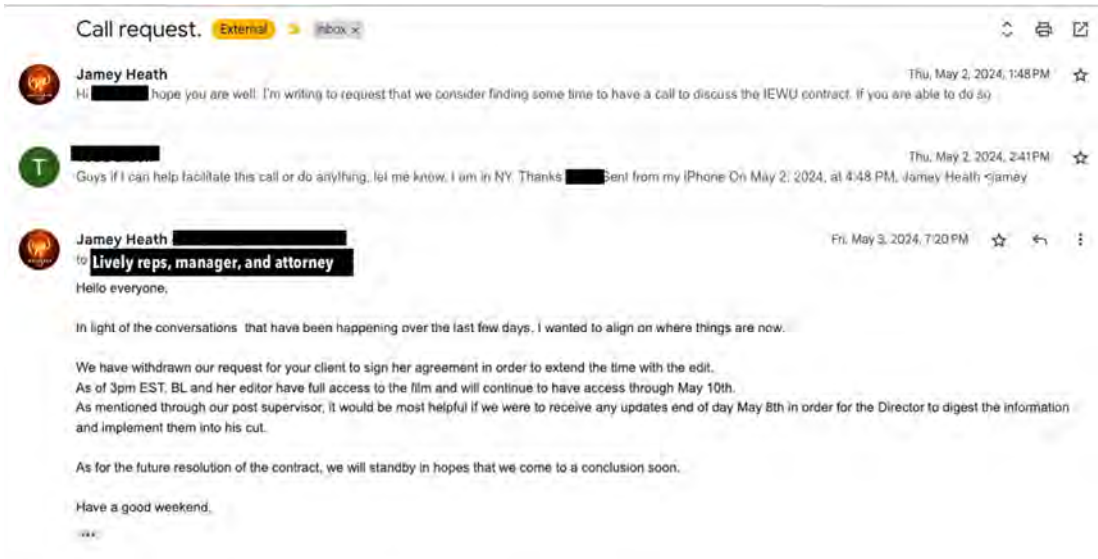 Call request. External Inbox x
Jamey Heath Thu, May 2, 2024, 1:48 PM
Hi hope you are well. I'm writing to request that we consider finding some time to have a call to discuss the IEWU contract. If you are able to do so
T
Thu, May 2, 2024, 2:41 PM
Guys if I can help facilitate this call or do anything, let me know. I am in NY. Thanks Sent from my iPhone On May 2, 2024, at 4:48 PM, Jamey Heath <jamey
Jamey Heath Fri, May 3, 2024, 7:20 PM
to Lively reps, manager, and attorney
Hello everyone,
In light of the conversations that have been happening over the last few days, I wanted to align on where things are now.
We have withdrawn our request for your client to sign her agreement in order to extend the time with the edit.
As of 3pm EST, BL and her editor have full access to the film and will continue to have access through May 10th.
As mentioned through our post supervisor, it would be most helpful if we were to receive any updates end of day May 8th in order for the Director to digest the information
and implement them into his cut.
As for the future resolution of the contract, we will standby in hopes that we come to a conclusion soon.
Have a good weekend,